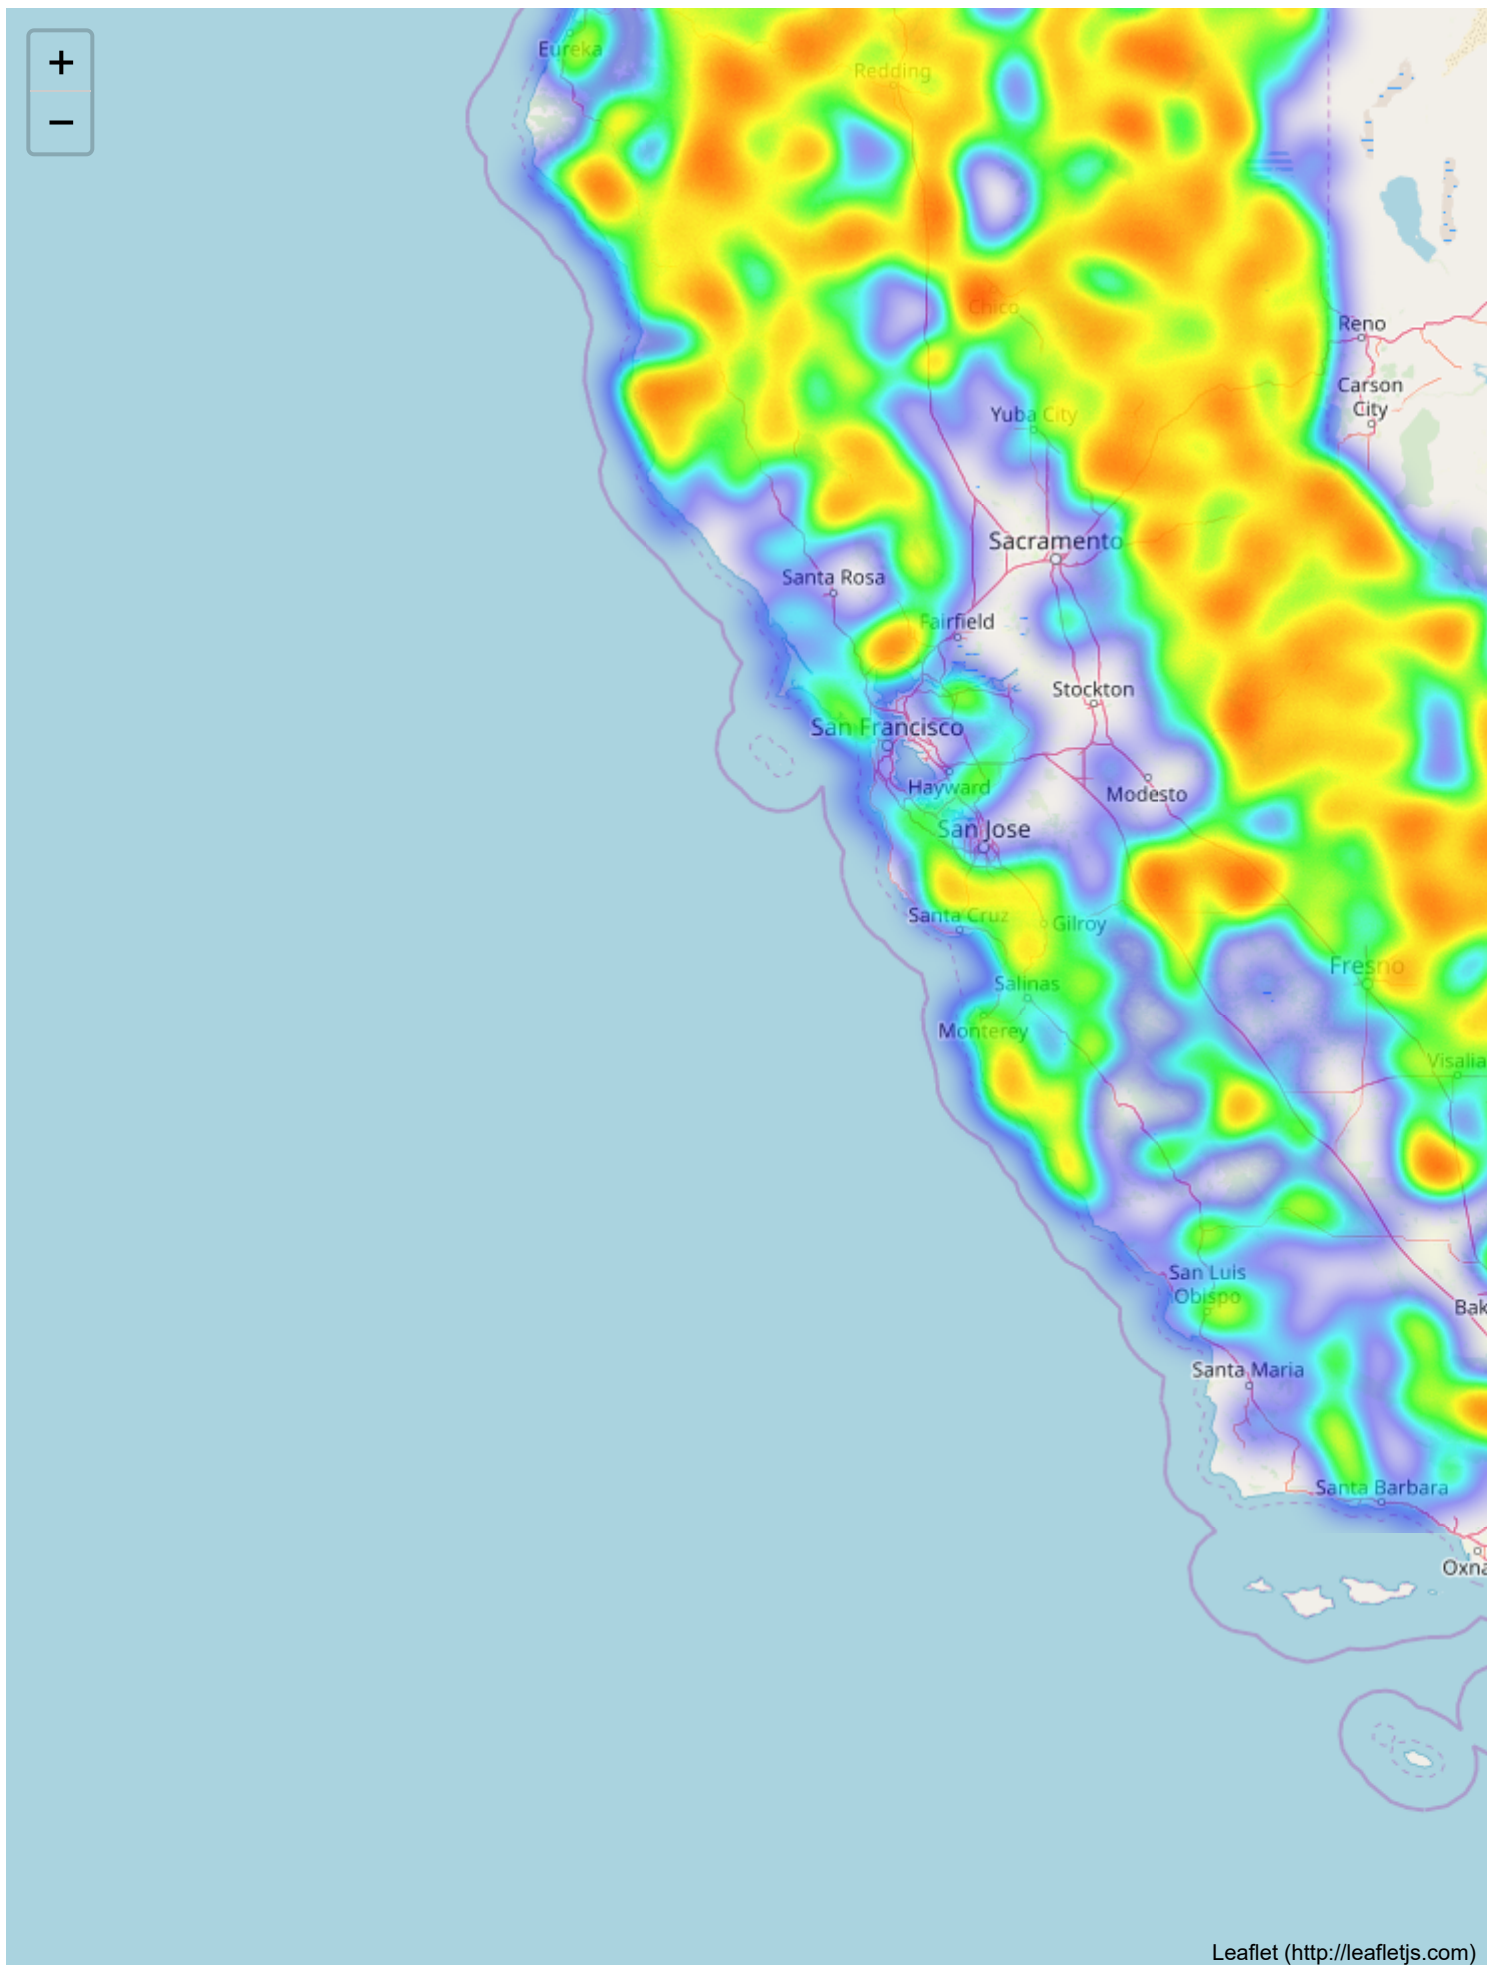 +
−
Eureka
Redding
Chico
Reno
Carson
City
Yuba City
Sacramento
Santa Rosa
Fairfield
Stockton
San Francisco
Hayward
Modesto
San Jose
Santa Cruz
Gilroy
Fresno
Salinas
Monterey
Visalia
San Luis
Obispo
Bak
Santa Maria
Santa Barbara
Oxna
Leaflet (http://leafletjs.com)